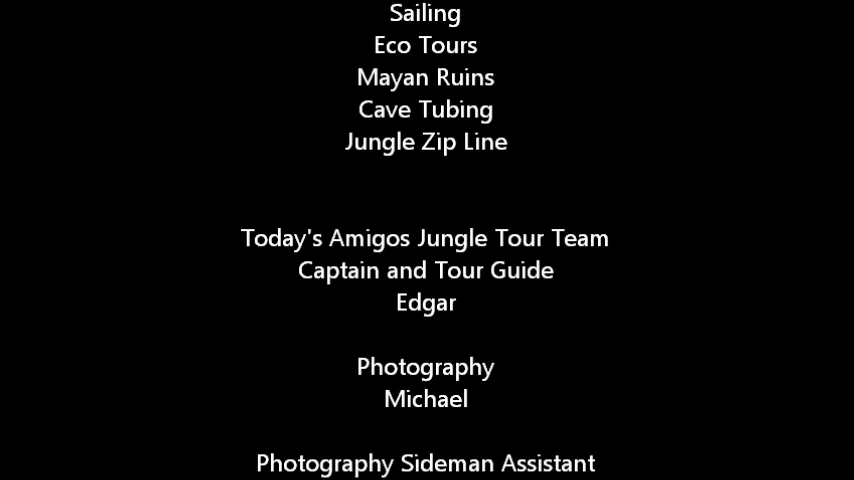 Sailing
Eco Tours
Mayan Ruins
Cave Tubing
Jungle Zip Line
Today's Amigos Jungle Tour Team
Captain and Tour Guide
Edgar
Photography
Michael
Photography Sideman Assistant